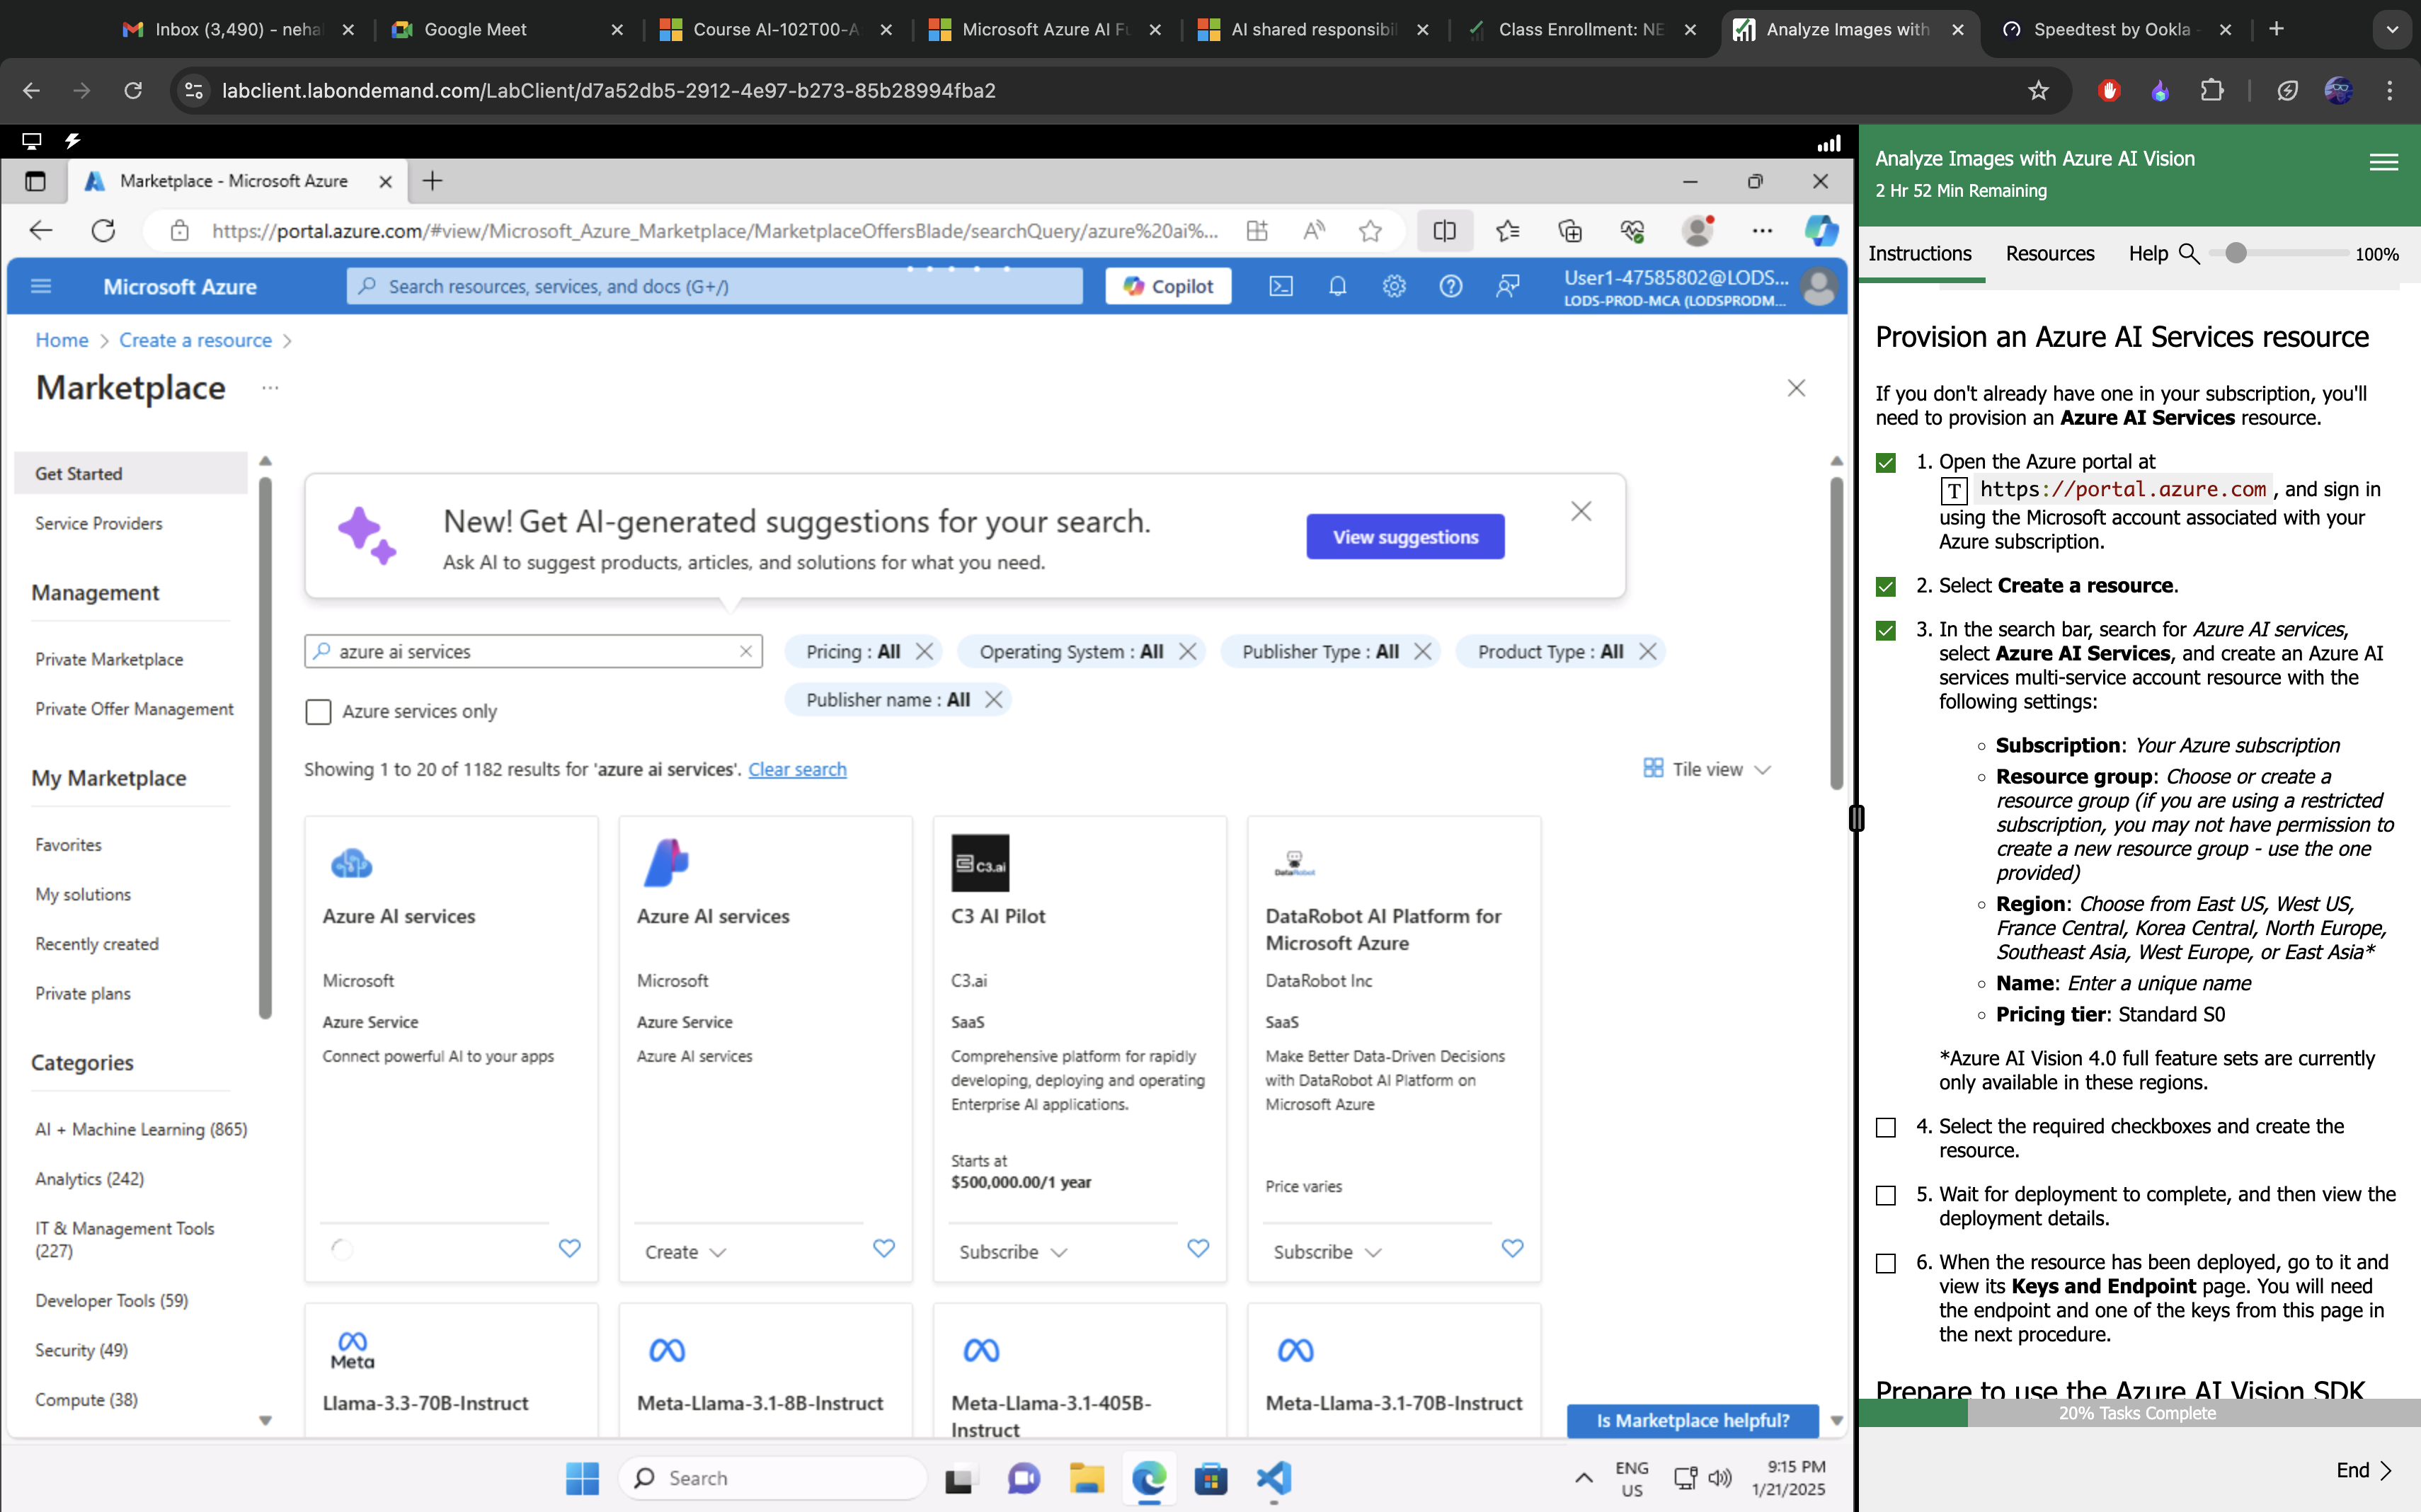 Inbox (3,490) - neha
Google Meet
Course AI-102T00-A
Microsoft Azure AI Fu
AI shared responsibil
Class Enrollment: NE
Analyze Images with
Speedtest by Ookla -
labclient.labondemand.com/LabClient/d7a52db5-2912-4e97-b273-85b28994fba2
Marketplace - Microsoft Azure
https://portal.azure.com/#view/Microsoft_Azure_Marketplace/MarketplaceOffersBlade/searchQuery/azure%20ai%...
Microsoft Azure
Search resources, services, and docs (G+/)
Copilot
User1-47585802@LODS...
LODS-PROD-MCA (LODSPRODM...
Home > Create a resource >
Marketplace ...
Get Started
Service Providers
Management
Private Marketplace
Private Offer Management
My Marketplace
Favorites
My solutions
Recently created
Private plans
Categories
AI + Machine Learning (865)
Analytics (242)
IT & Management Tools
(227)
Developer Tools (59)
Security (49)
Compute (38)
New! Get AI-generated suggestions for your search.
Ask AI to suggest products, articles, and solutions for what you need.
View suggestions
azure ai services
Pricing : All
Operating System : All
Publisher Type : All
Product Type : All
Publisher name : All
Azure services only
Showing 1 to 20 of 1182 results for 'azure ai services'. Clear search
Tile view
Azure AI services
Microsoft
Azure Service
Connect powerful AI to your apps
Azure AI services
Microsoft
Azure Service
Azure AI services
Create
C3.ai
C3 AI Pilot
C3.ai
SaaS
Comprehensive platform for rapidly
developing, deploying and operating
Enterprise AI applications.
Starts at
$500,000.00/1 year
Subscribe
DataRobot
DataRobot AI Platform for
Microsoft Azure
DataRobot Inc
SaaS
Make Better Data-Driven Decisions
with DataRobot AI Platform on
Microsoft Azure
Price varies
Subscribe
Meta
Llama-3.3-70B-Instruct
Meta-Llama-3.1-8B-Instruct
Meta-Llama-3.1-405B-
Instruct
Meta-Llama-3.1-70B-Instruct
Is Marketplace helpful?
Search
ENG
US
9:15 PM
1/21/2025
Analyze Images with Azure AI Vision
2 Hr 52 Min Remaining
Instructions
Resources
Help
100%
Provision an Azure AI Services resource
If you don't already have one in your subscription, you'll
need to provision an Azure AI Services resource.
1. Open the Azure portal at
T https://portal.azure.com , and sign in
using the Microsoft account associated with your
Azure subscription.
2. Select Create a resource.
3. In the search bar, search for Azure AI services,
select Azure AI Services, and create an Azure AI
services multi-service account resource with the
following settings:
Subscription: Your Azure subscription
Resource group: Choose or create a
resource group (if you are using a restricted
subscription, you may not have permission to
create a new resource group - use the one
provided)
Region: Choose from East US, West US,
France Central, Korea Central, North Europe,
Southeast Asia, West Europe, or East Asia*
Name: Enter a unique name
Pricing tier: Standard S0
*Azure AI Vision 4.0 full feature sets are currently
only available in these regions.
4. Select the required checkboxes and create the
resource.
5. Wait for deployment to complete, and then view the
deployment details.
6. When the resource has been deployed, go to it and
view its Keys and Endpoint page. You will need
the endpoint and one of the keys from this page in
the next procedure.
Prepare to use the Azure AI Vision SDK
20% Tasks Complete
End